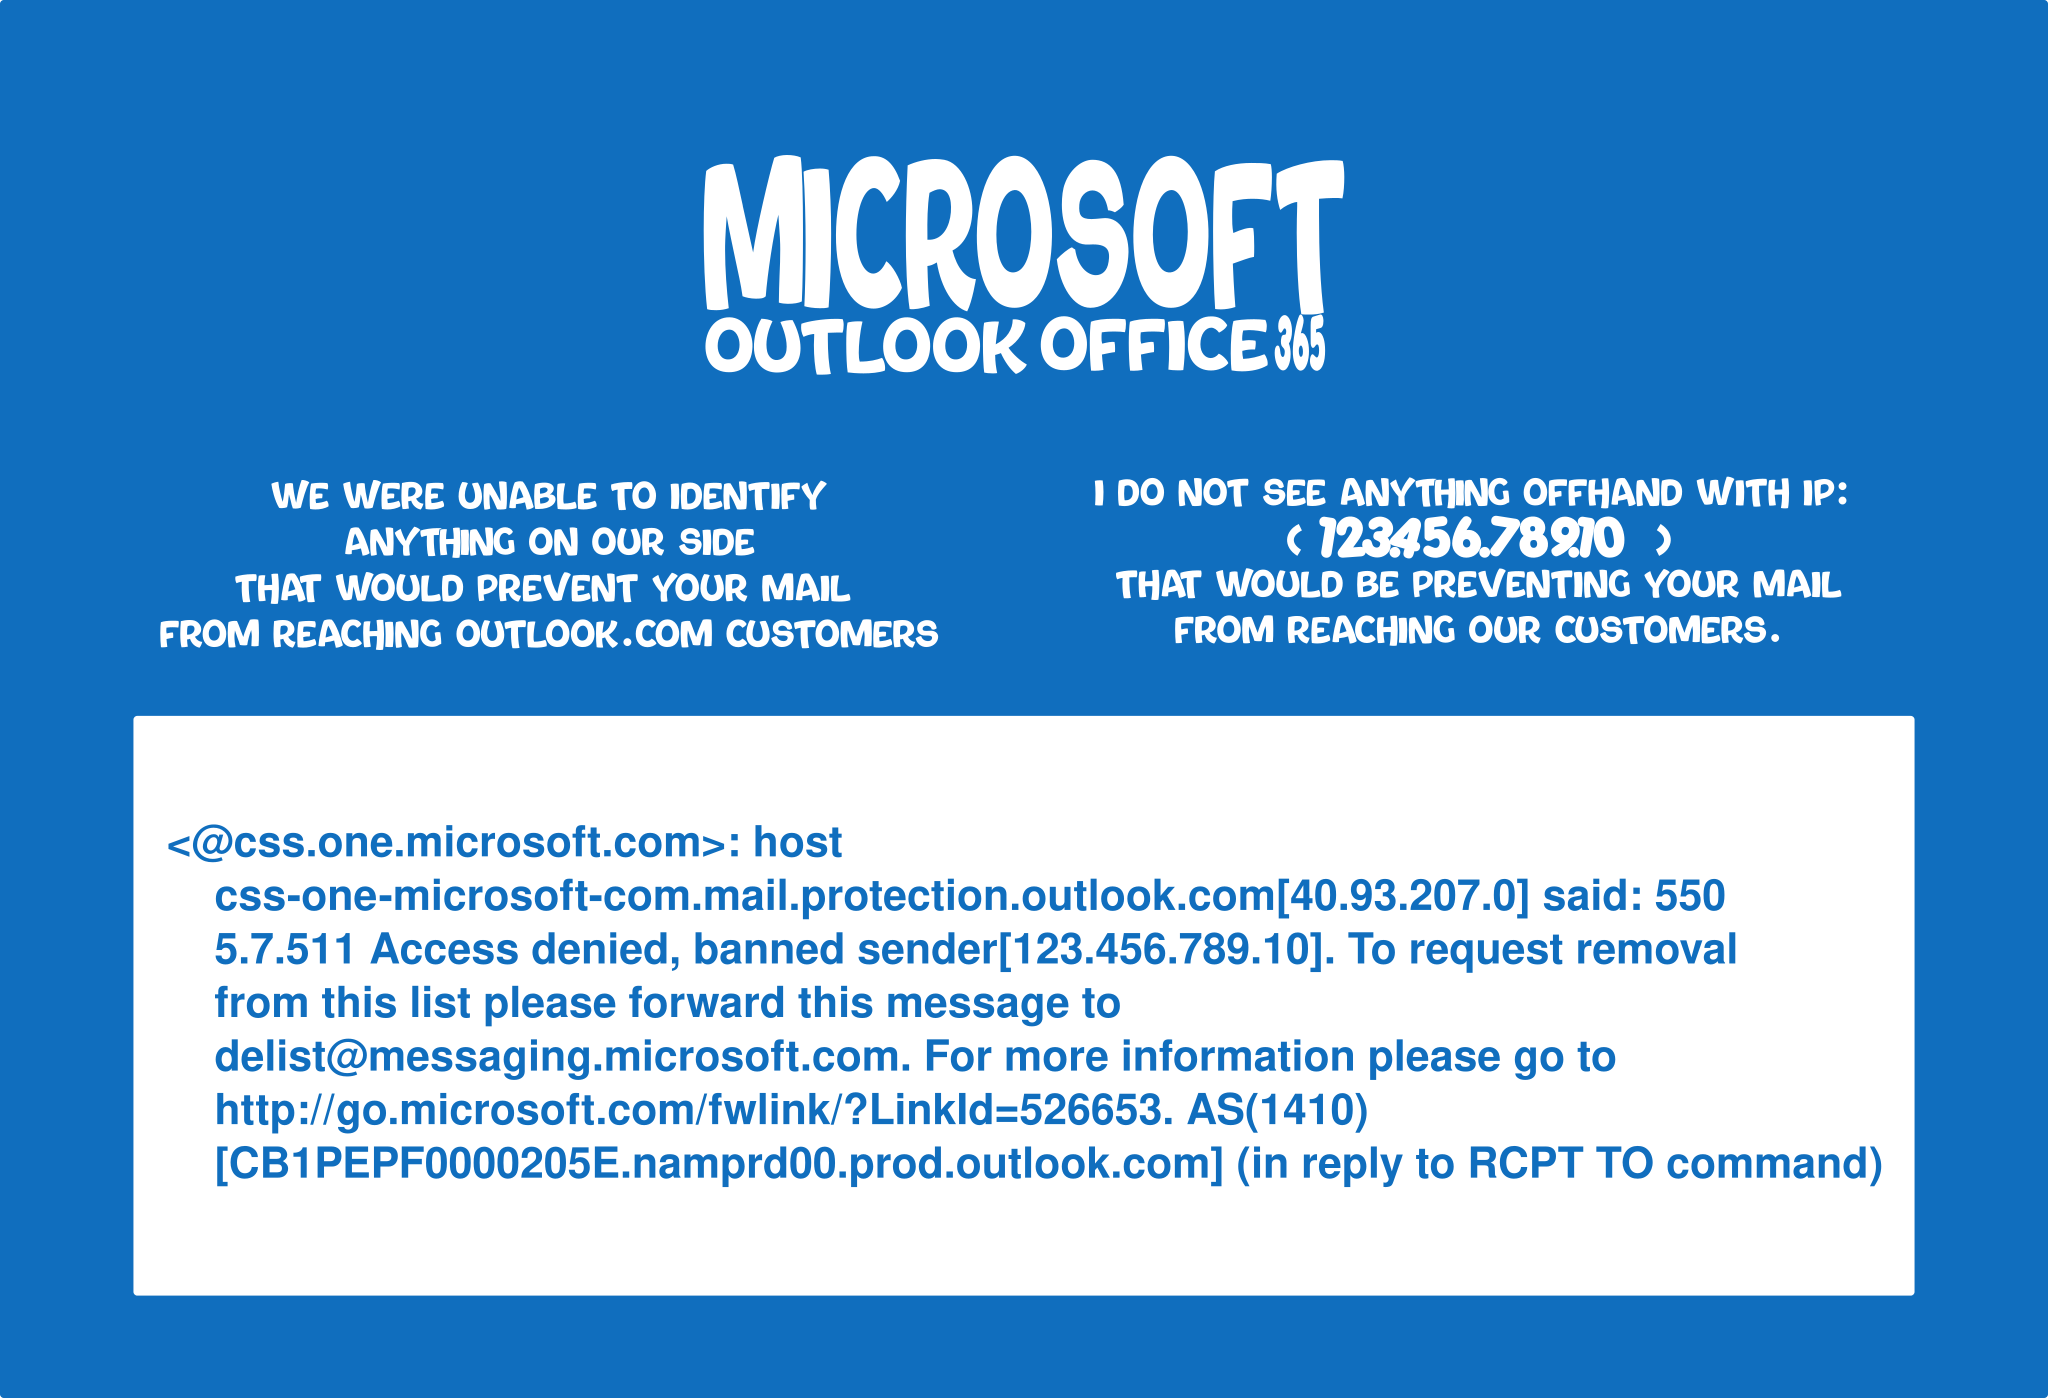 MICROSOFT
OUTLOOK OFFICE 365
WE WERE UNABLE TO IDENTIFY
ANYTHING ON OUR SIDE
THAT WOULD PREVENT YOUR MAIL
FROM REACHING OUTLOOK.COM CUSTOMERS
I DO NOT SEE ANYTHING OFFHAND WITH IP:
( 123.456.789.10 )
THAT WOULD BE PREVENTING YOUR MAIL
FROM REACHING OUR CUSTOMERS.
<@css.one.microsoft.com>: host
css-one-microsoft-com.mail.protection.outlook.com[40.93.207.0] said: 550
5.7.511 Access denied, banned sender[123.456.789.10]. To request removal
from this list please forward this message to
delist@messaging.microsoft.com. For more information please go to
http://go.microsoft.com/fwlink/?LinkId=526653. AS(1410)
[CB1PEPF0000205E.namprd00.prod.outlook.com] (in reply to RCPT TO command)